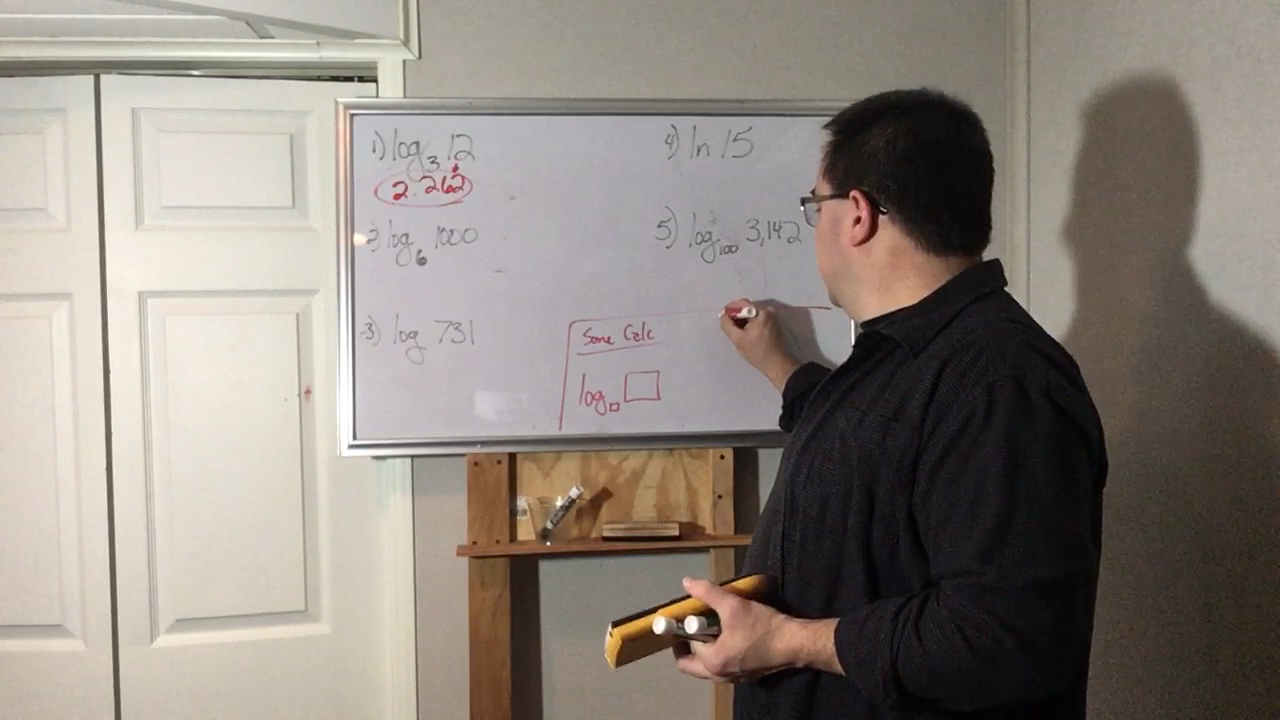 1) log₃ 12
2.262
2) log₆ 1000
3) log 731
4) ln 15
5) log₁₀₀ 3,142
Some Calc
log□ □